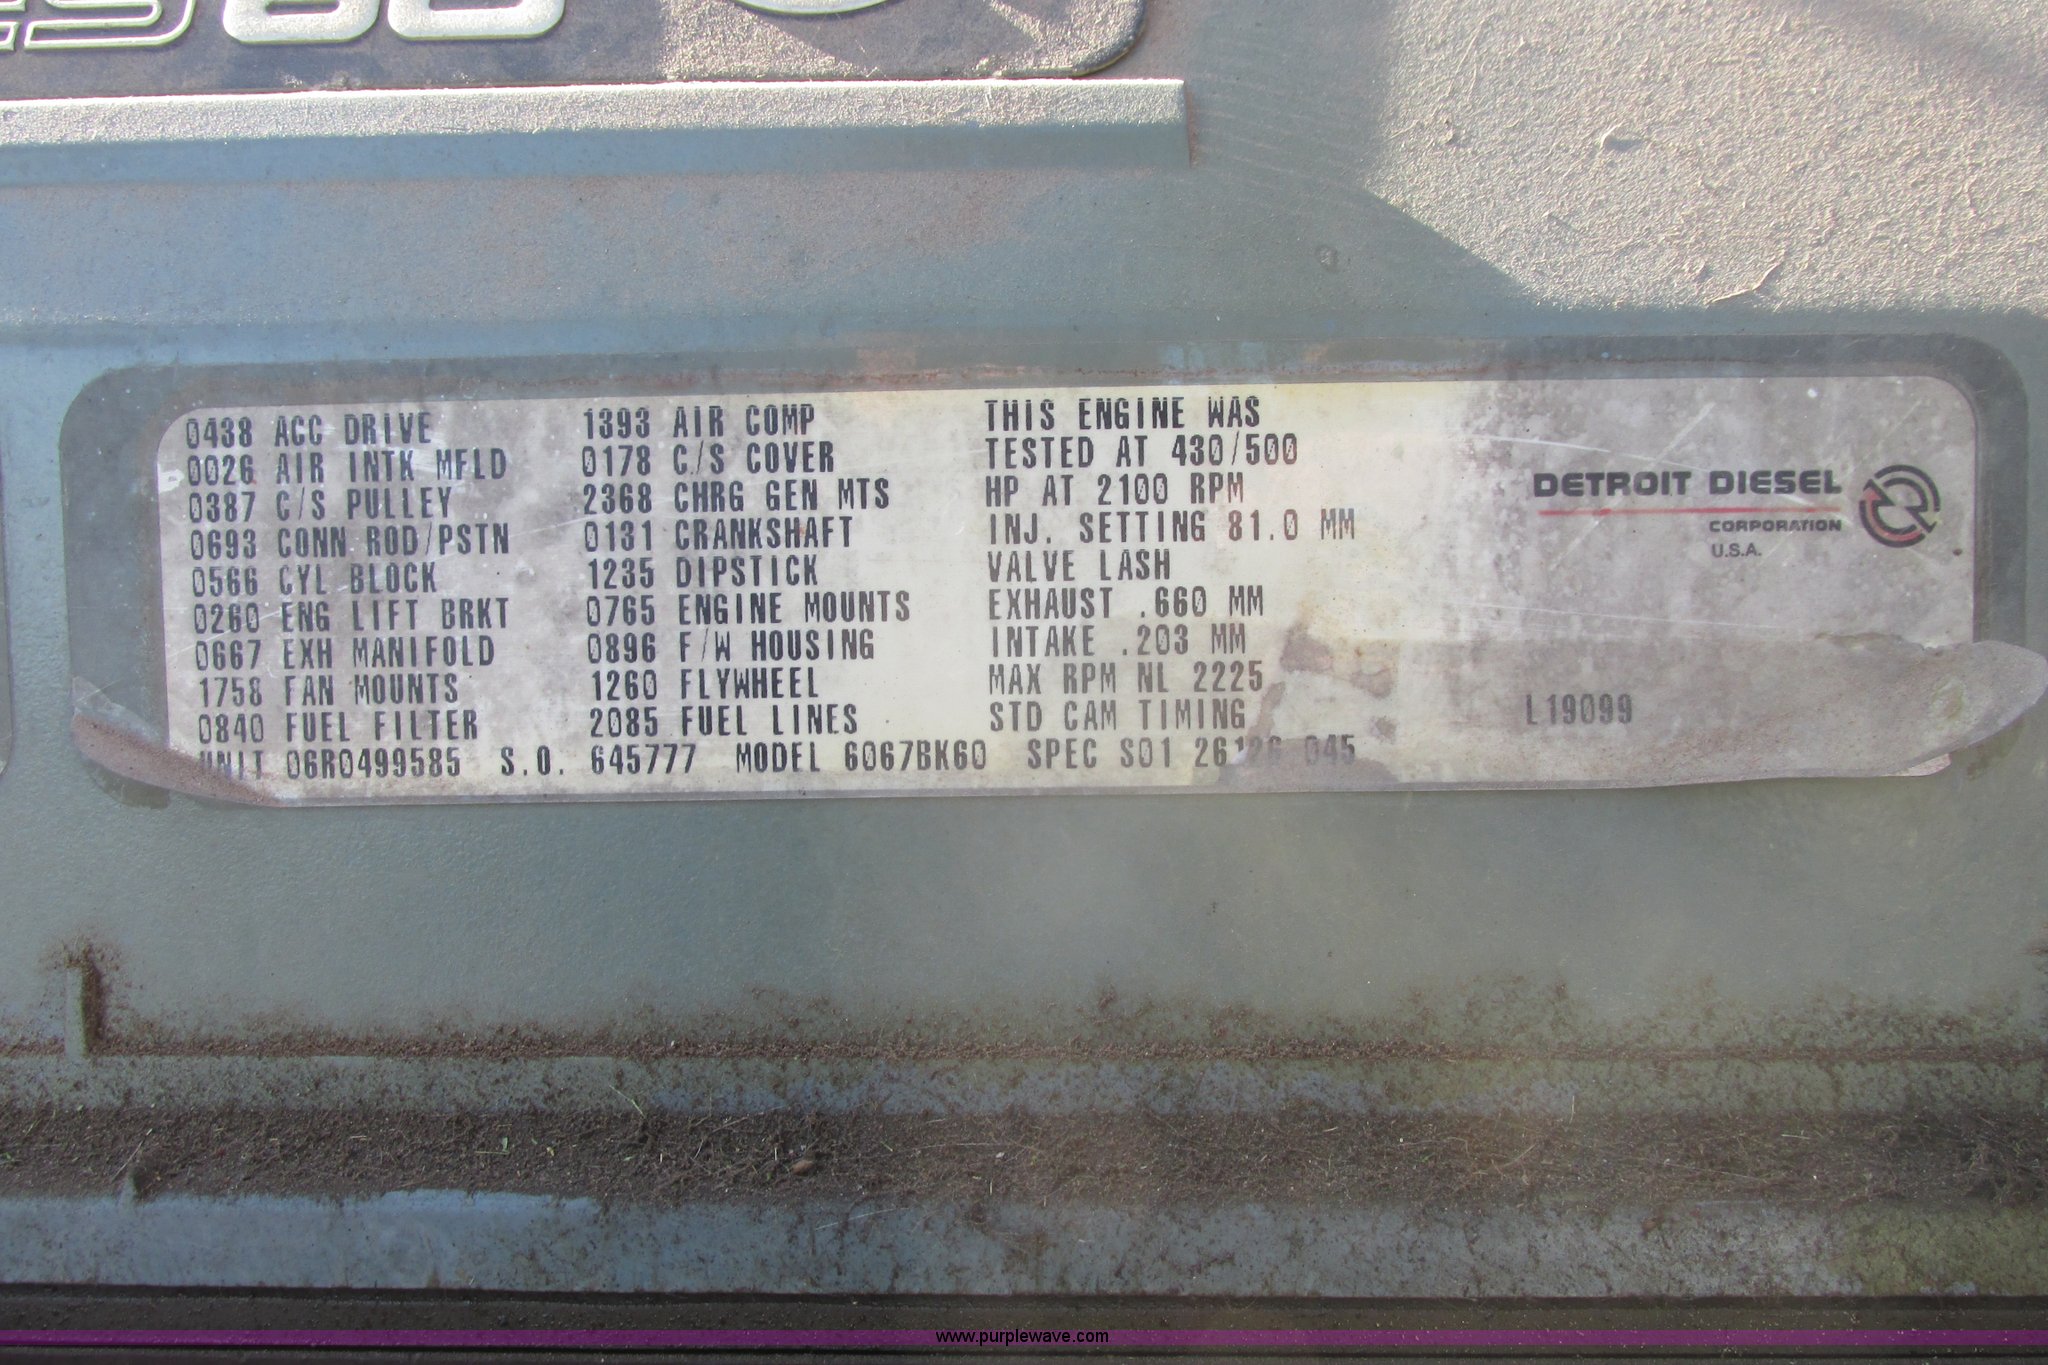 0438 ACC DRIVE 1393 AIR COMP THIS ENGINE WAS
0026 AIR INTK MFLD 0178 C/S COVER TESTED AT 430/500
0387 C/S PULLEY 2368 CHRG GEN MTS HP AT 2100 RPM
0693 CONN ROD/PSTN 0131 CRANKSHAFT INJ. SETTING 81.0 MM
0566 CYL BLOCK 1235 DIPSTICK VALVE LASH
0260 ENG LIFT BRKT 0765 ENGINE MOUNTS EXHAUST .660 MM
0667 EXH MANIFOLD 0896 F/W HOUSING INTAKE .203 MM
1758 FAN MOUNTS 1260 FLYWHEEL MAX RPM NL 2225
0840 FUEL FILTER 2085 FUEL LINES STD CAM TIMING
UNIT 06R0499585 S.O. 645777 MODEL 6067BK60 SPEC S01 26 26 045
DETROIT DIESEL
CORPORATION
U.S.A.
L19099
www.purplewave.com